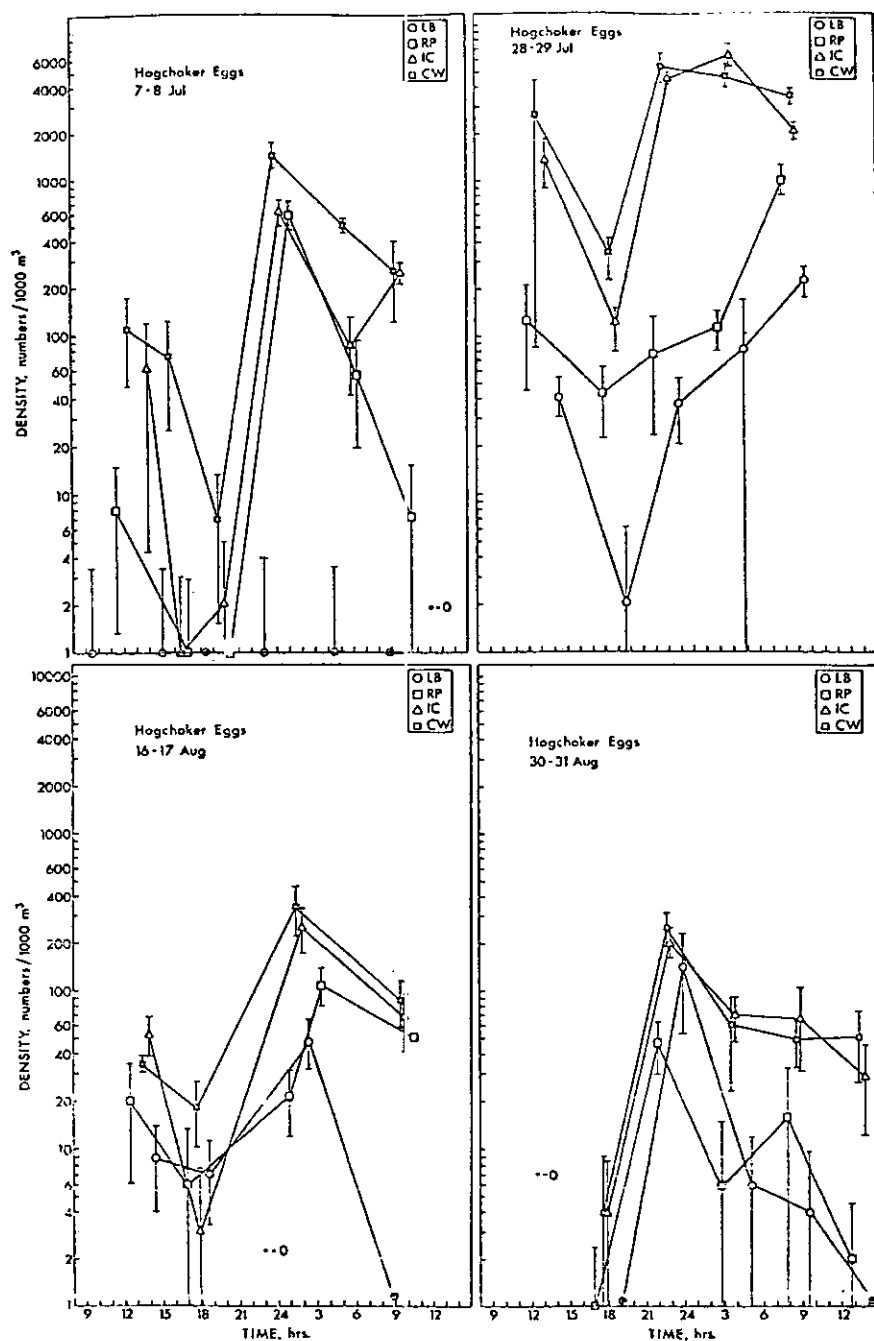 LB
RP
IC
CW
Hogchoker Eggs
7-8 Jul
6000
4000
2000
1000
600
400
200
100
60
40
20
10
6
4
2
1
DENSITY, numbers/1000 m³
LB
RP
IC
CW
Hogchoker Eggs
28-29 Jul
LB
RP
IC
CW
Hogchoker Eggs
16-17 Aug
10000
6000
4000
2000
1000
600
400
200
100
60
40
20
10
6
4
2
1
DENSITY, numbers/1000 m³
9 12 15 18 21 24 3 6 9 12
TIME, hrs.
LB
RP
IC
CW
Hogchoker Eggs
30-31 Aug
9 12 15 18 21 24 3 6 9 12
TIME, hrs.